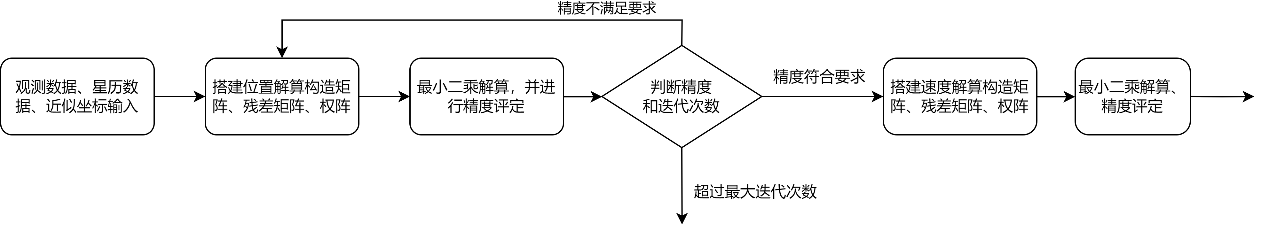 精度不满足要求
观测数据、星历数
据、近似坐标输入
搭建位置解算构造矩
阵、残差矩阵、权阵
最小二乘解算，并进
行精度评定
判断精度
和迭代次数
精度符合要求
搭建速度解算构造矩
阵、残差矩阵、权阵
最小二乘解算、
精度评定
超过最大迭代次数